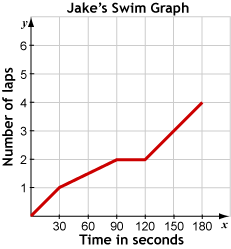 Jake's Swim Graph
y
6
5
4
3
2
1
Number of laps
30 60 90 120 150 180 x
Time in seconds